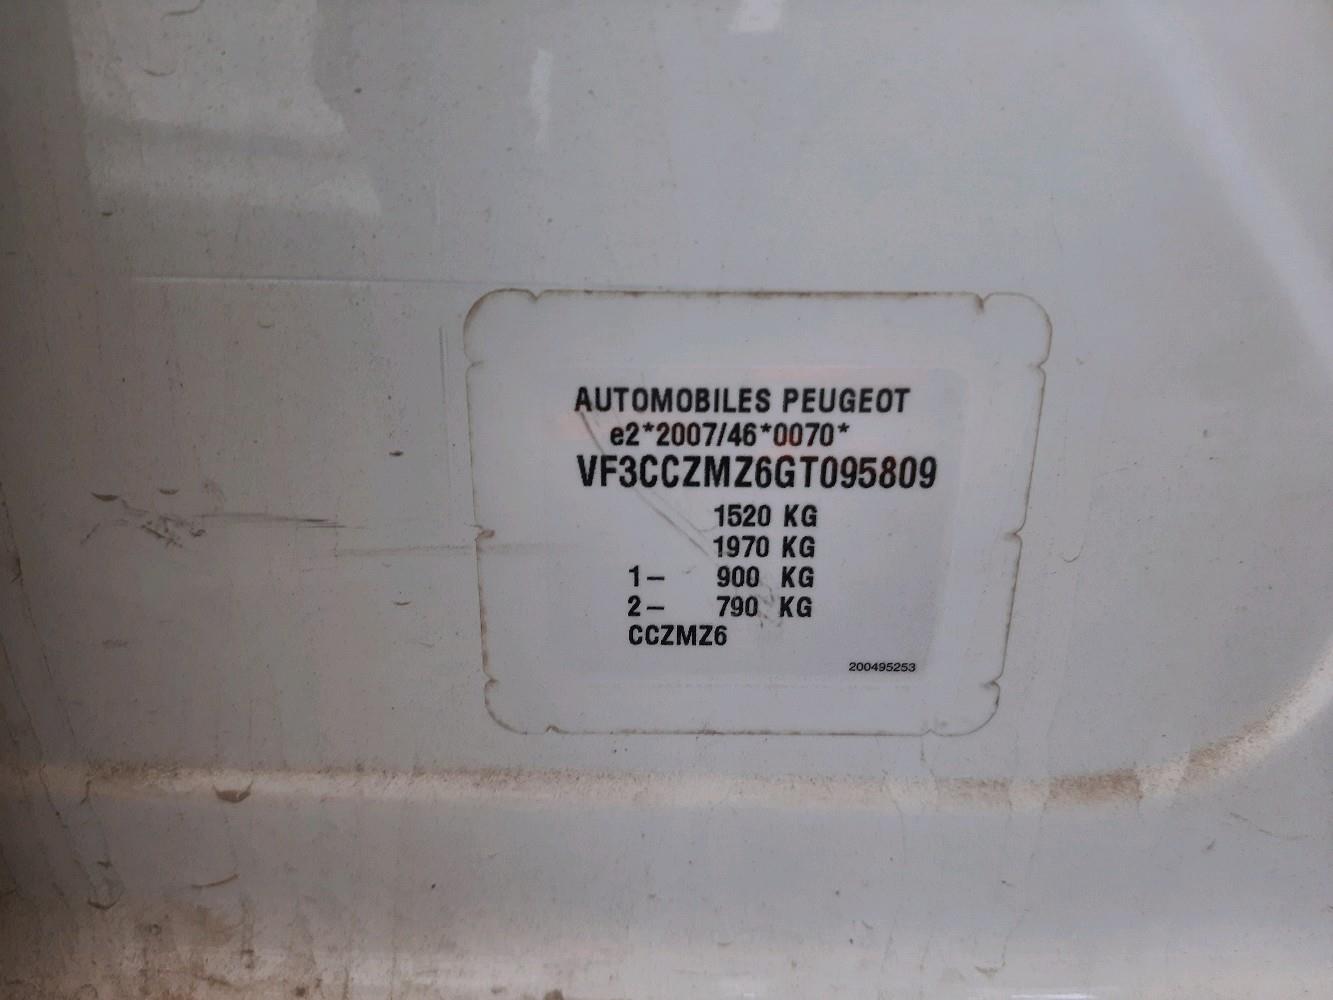 AUTOMOBILES PEUGEOT
e2*2007/46*0070*
VF3CCZMZ6GT095809
1520 KG
1970 KG
1– 900 KG
2– 790 KG
CCZMZ6
200495253